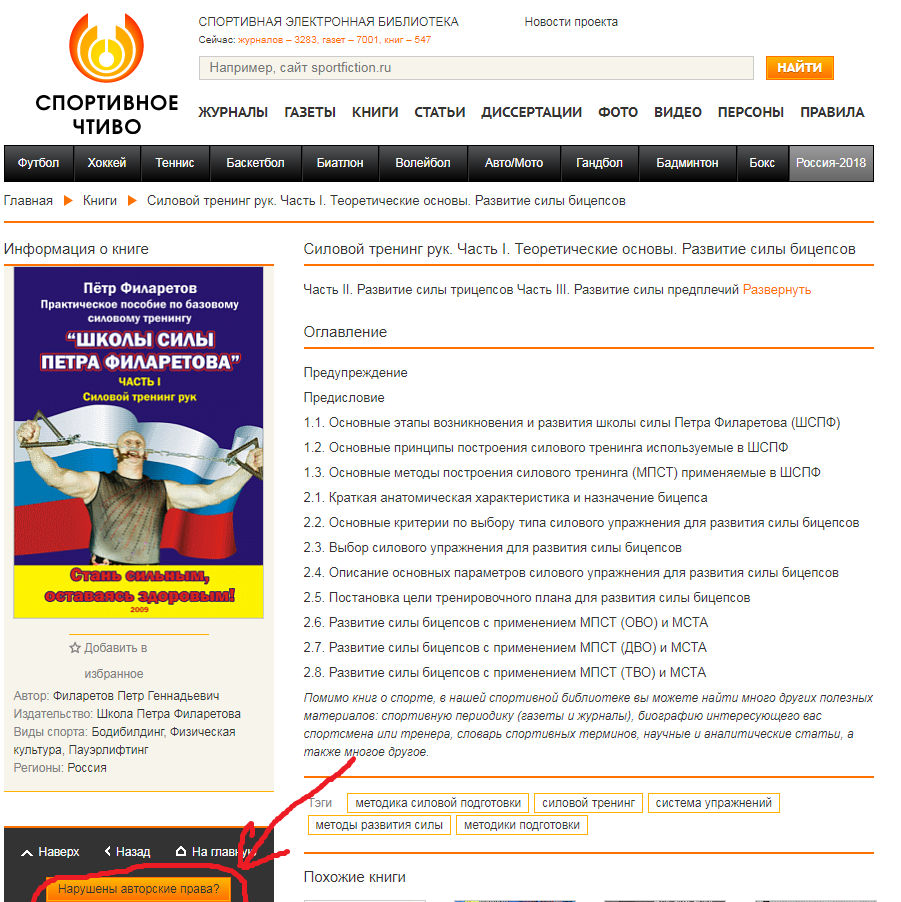 СПОРТИВНОЕ
ЧТИВО
СПОРТИВНАЯ ЭЛЕКТРОННАЯ БИБЛИОТЕКА
Новости проекта
Сейчас: журналов – 3283, газет – 7001, книг – 547
Например, сайт sportfiction.ru
НАЙТИ
ЖУРНАЛЫ ГАЗЕТЫ КНИГИ СТАТЬИ ДИССЕРТАЦИИ ФОТО ВИДЕО ПЕРСОНЫ ПРАВИЛА
Футбол Хоккей Теннис Баскетбол Биатлон Волейбол Авто/Мото Гандбол Бадминтон Бокс Россия-2018
Главная Книги Силовой тренинг рук. Часть I. Теоретические основы. Развитие силы бицепсов
Информация о книге
Пётр Филаретов
Практическое пособие по базовому
силовому тренингу
"ШКОЛЫ СИЛЫ
ПЕТРА ФИЛАРЕТОВА"
ЧАСТЬ I
Силовой тренинг рук
Стань сильным,
оставаясь здоровым!
2009
Добавить в
избранное
Автор: Филаретов Петр Геннадьевич
Издательство: Школа Петра Филаретова
Виды спорта: Бодибилдинг, Физическая
культура, Пауэрлифтинг
Регионы: Россия
Наверх Назад На главную
Нарушены авторские права?
Силовой тренинг рук. Часть I. Теоретические основы. Развитие силы бицепсов
Часть II. Развитие силы трицепсов Часть III. Развитие силы предплечий Развернуть
Оглавление
Предупреждение
Предисловие
1.1. Основные этапы возникновения и развития школы силы Петра Филаретова (ШСПФ)
1.2. Основные принципы построения силового тренинга используемые в ШСПФ
1.3. Основные методы построения силового тренинга (МПСТ) применяемые в ШСПФ
2.1. Краткая анатомическая характеристика и назначение бицепса
2.2. Основные критерии по выбору типа силового упражнения для развития силы бицепсов
2.3. Выбор силового упражнения для развития силы бицепсов
2.4. Описание основных параметров силового упражнения для развития силы бицепсов
2.5. Постановка цели тренировочного плана для развития силы бицепсов
2.6. Развитие силы бицепсов с применением МПСТ (ОВО) и МСТА
2.7. Развитие силы бицепсов с применением МПСТ (ДВО) и МСТА
2.8. Развитие силы бицепсов с применением МПСТ (ТВО) и МСТА
Помимо книг о спорте, в нашей спортивной библиотеке вы можете найти много других полезных
материалов: спортивную периодику (газеты и журналы), биографию интересующего вас
спортсмена или тренера, словарь спортивных терминов, научные и аналитические статьи, а
также многое другое.
Тэги методика силовой подготовки силовой тренинг система упражнений
методы развития силы методики подготовки
Похожие книги